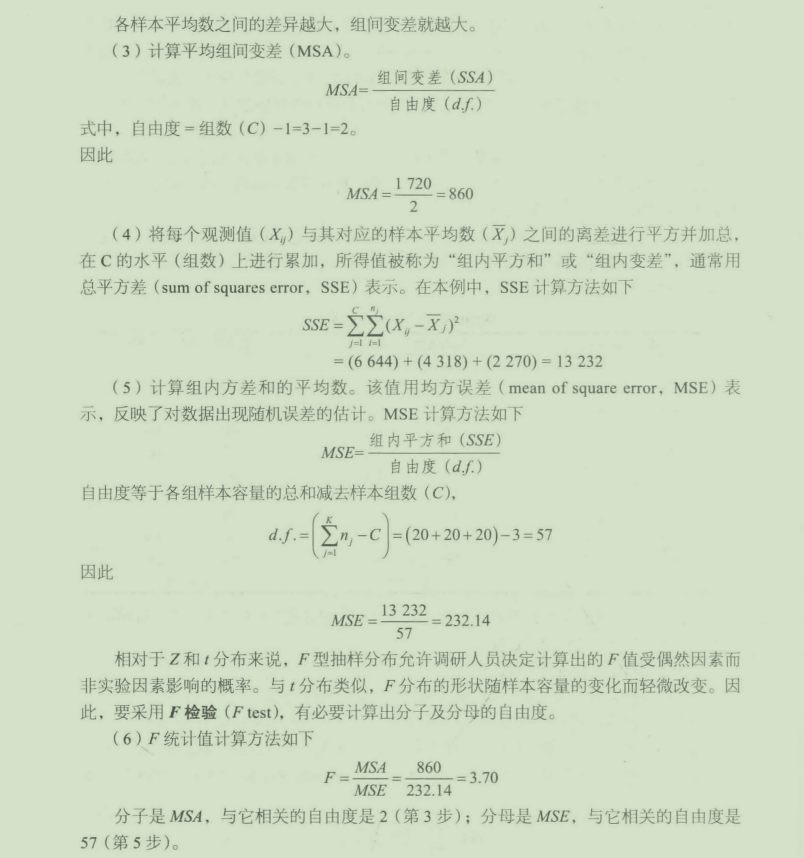 各样本平均数之间的差异越大，组间变差就越大。
（3）计算平均组间变差（MSA）。
MSA=组间变差（SSA）/自由度（d.f.）
式中，自由度=组数（C）-1=3-1=2。
因此
MSA=1 720/2=860
（4）将每个观测值（X_ij）与其对应的样本平均数（X̄_j）之间的离差进行平方并加总，
在C的水平（组数）上进行累加，所得值被称为“组内平方和”或“组内变差”，通常用
总平方差（sum of squares error，SSE）表示。在本例中，SSE 计算方法如下
SSE=∑_{j=1}^{C}∑_{i=1}^{n_j}(X_ij-X̄_j)²
=(6 644)+(4 318)+(2 270)=13 232
（5）计算组内方差和的平均数。该值用均方误差（mean of square error，MSE）表
示，反映了对数据出现随机误差的估计。MSE 计算方法如下
MSE=组内平方和（SSE）/自由度（d.f.）
自由度等于各组样本容量的总和减去样本组数（C），
d.f.=(∑_{j=1}^{K}n_j-C)=(20+20+20)-3=57
因此
MSE=13 232/57=232.14
相对于 Z 和 t 分布来说，F 型抽样分布允许调研人员决定计算出的 F 值受偶然因素而
非实验因素影响的概率。与 t 分布类似，F 分布的形状随样本容量的变化而轻微改变。因
此，要采用 F 检验（F test），有必要计算出分子及分母的自由度。
（6）F 统计值计算方法如下
F=MSA/MSE=860/232.14=3.70
分子是 MSA，与它相关的自由度是 2（第 3 步）；分母是 MSE，与它相关的自由度是
57（第 5 步）。